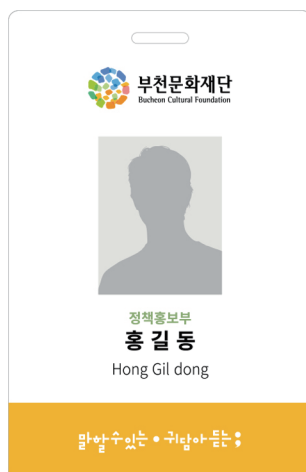 부천문화재단
Bucheon Cultural Foundation
정책홍보부
홍길동
Hong Gil dong
말할 수 있는 • 귀담아 듣는;